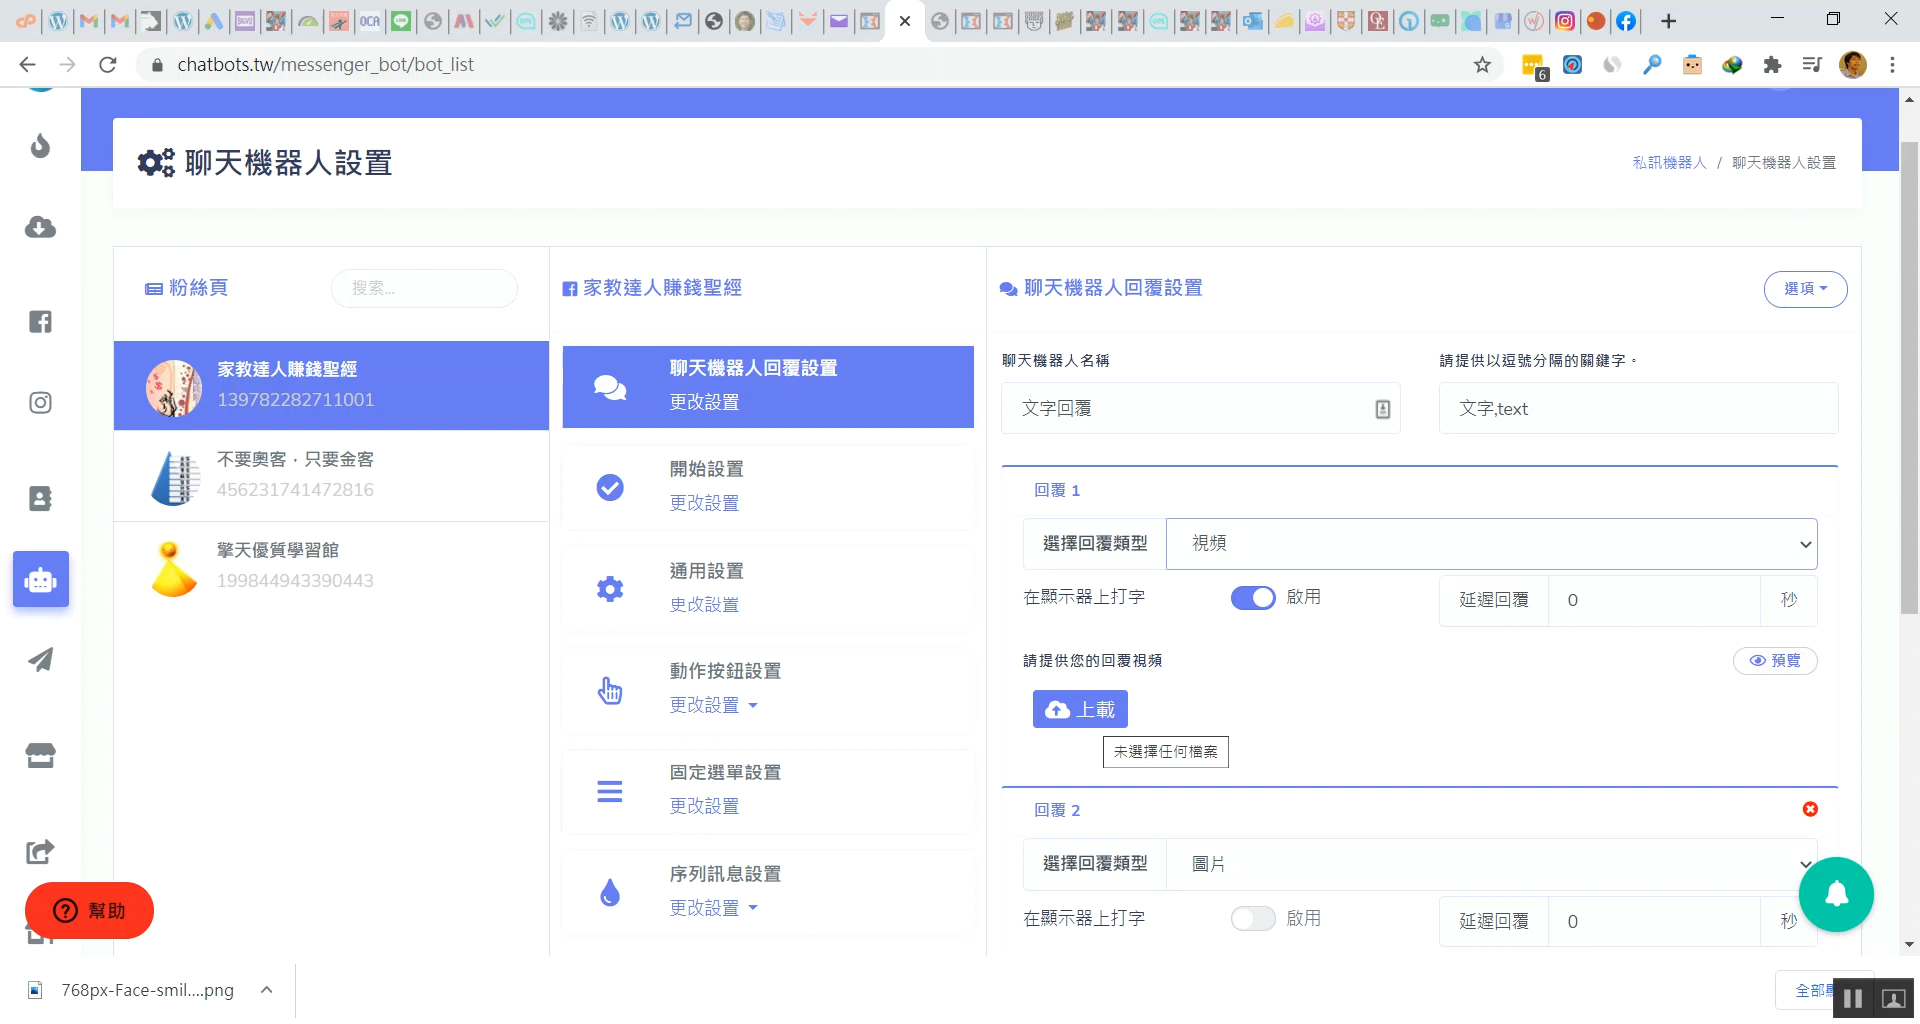 chatbots.tw/messenger_bot/bot_list
6
聊天機器人設置
私訊機器人 / 聊天機器人設置
粉絲頁
搜索...
家教達人賺錢聖經
139782282711001
不要奧客·只要金客
456231741472816
擎天優質學習館
199844943390443
家教達人賺錢聖經
聊天機器人回覆設置
更改設置
開始設置
更改設置
通用設置
更改設置
動作按鈕設置
更改設置
固定選單設置
更改設置
序列訊息設置
更改設置
聊天機器人回覆設置
選項
聊天機器人名稱
請提供以逗號分隔的關鍵字。
文字回覆
文字,text
回覆 1
選擇回覆類型
視頻
在顯示器上打字
啟用
延遲回覆
0
秒
請提供您的回覆視頻
預覽
上載
未選擇任何檔案
回覆 2
選擇回覆類型
圖片
在顯示器上打字
啟用
延遲回覆
0
秒
幫助
768px-Face-smil....png
全部